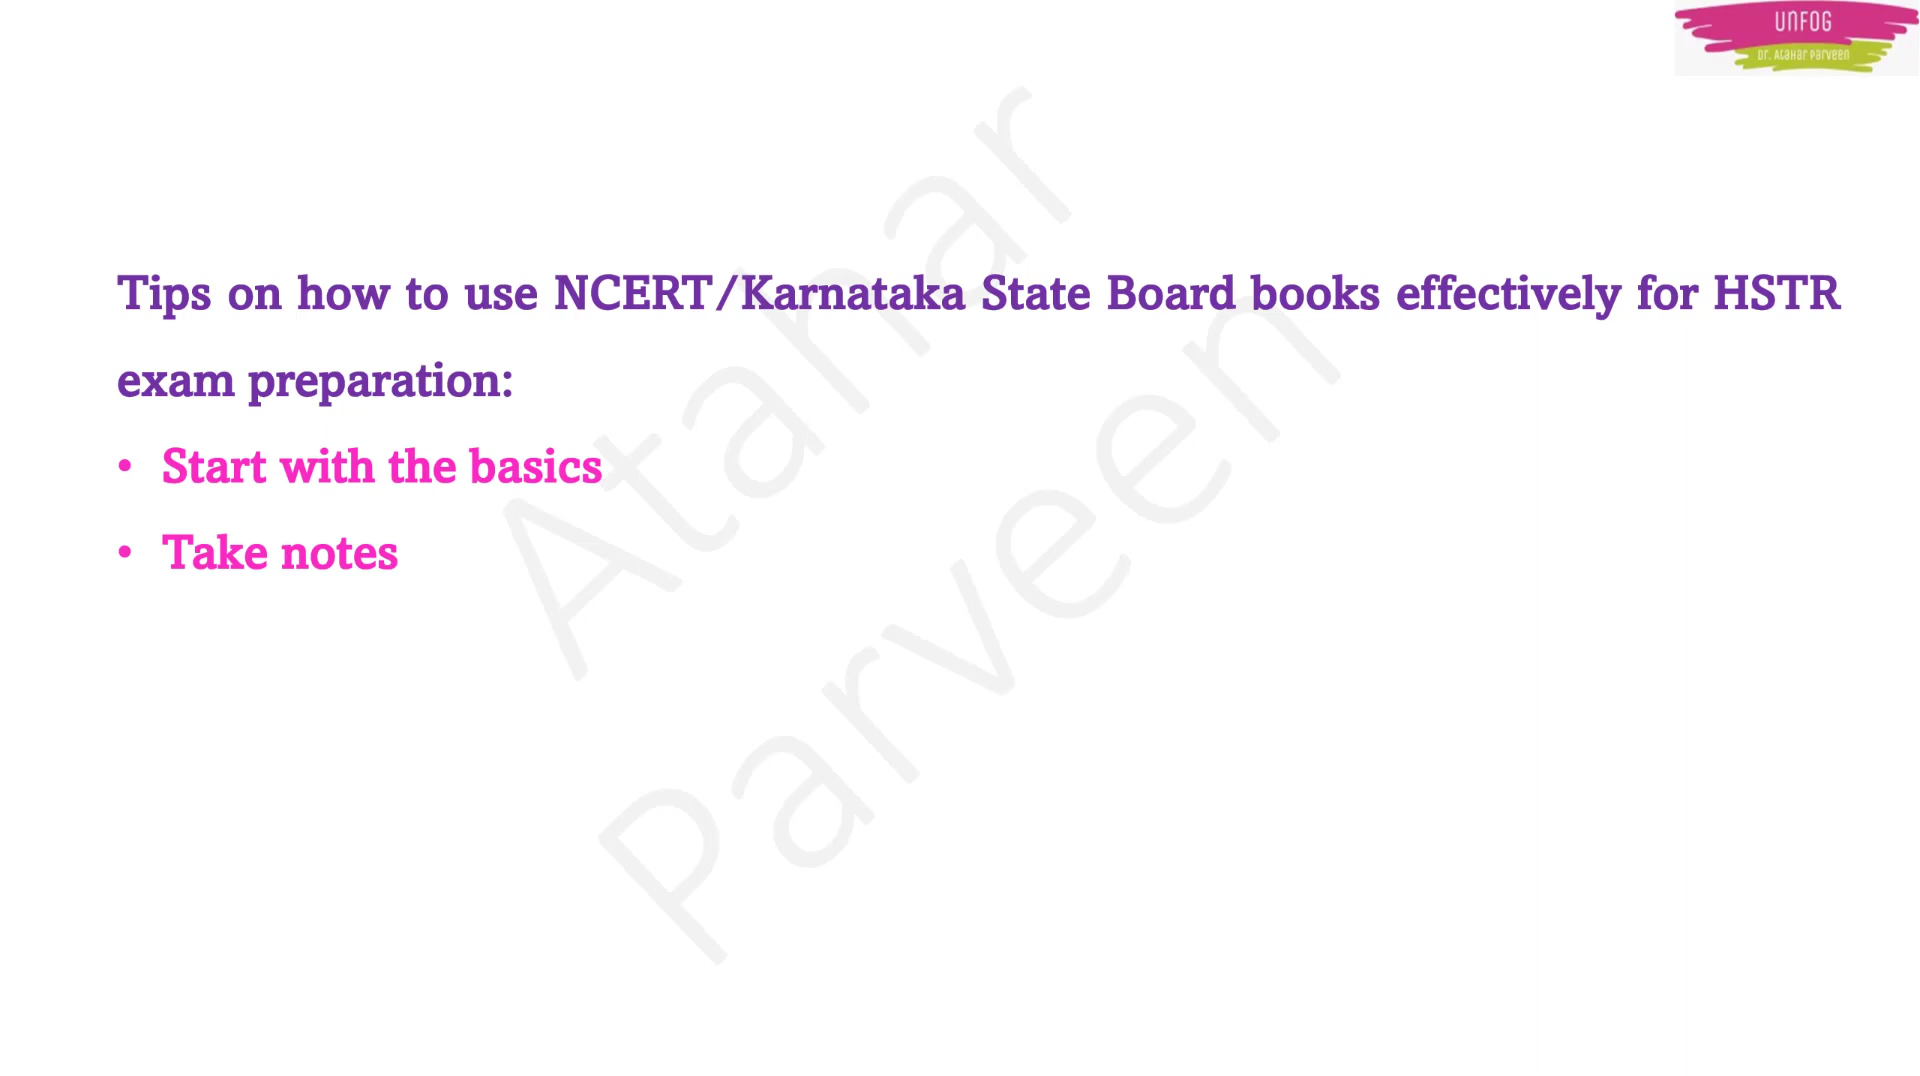 UNFOG
Dr. Atahar Parveen
Tips on how to use NCERT/Karnataka State Board books effectively for HSTR
exam preparation:
• Start with the basics
• Take notes
Atahar
Parveen